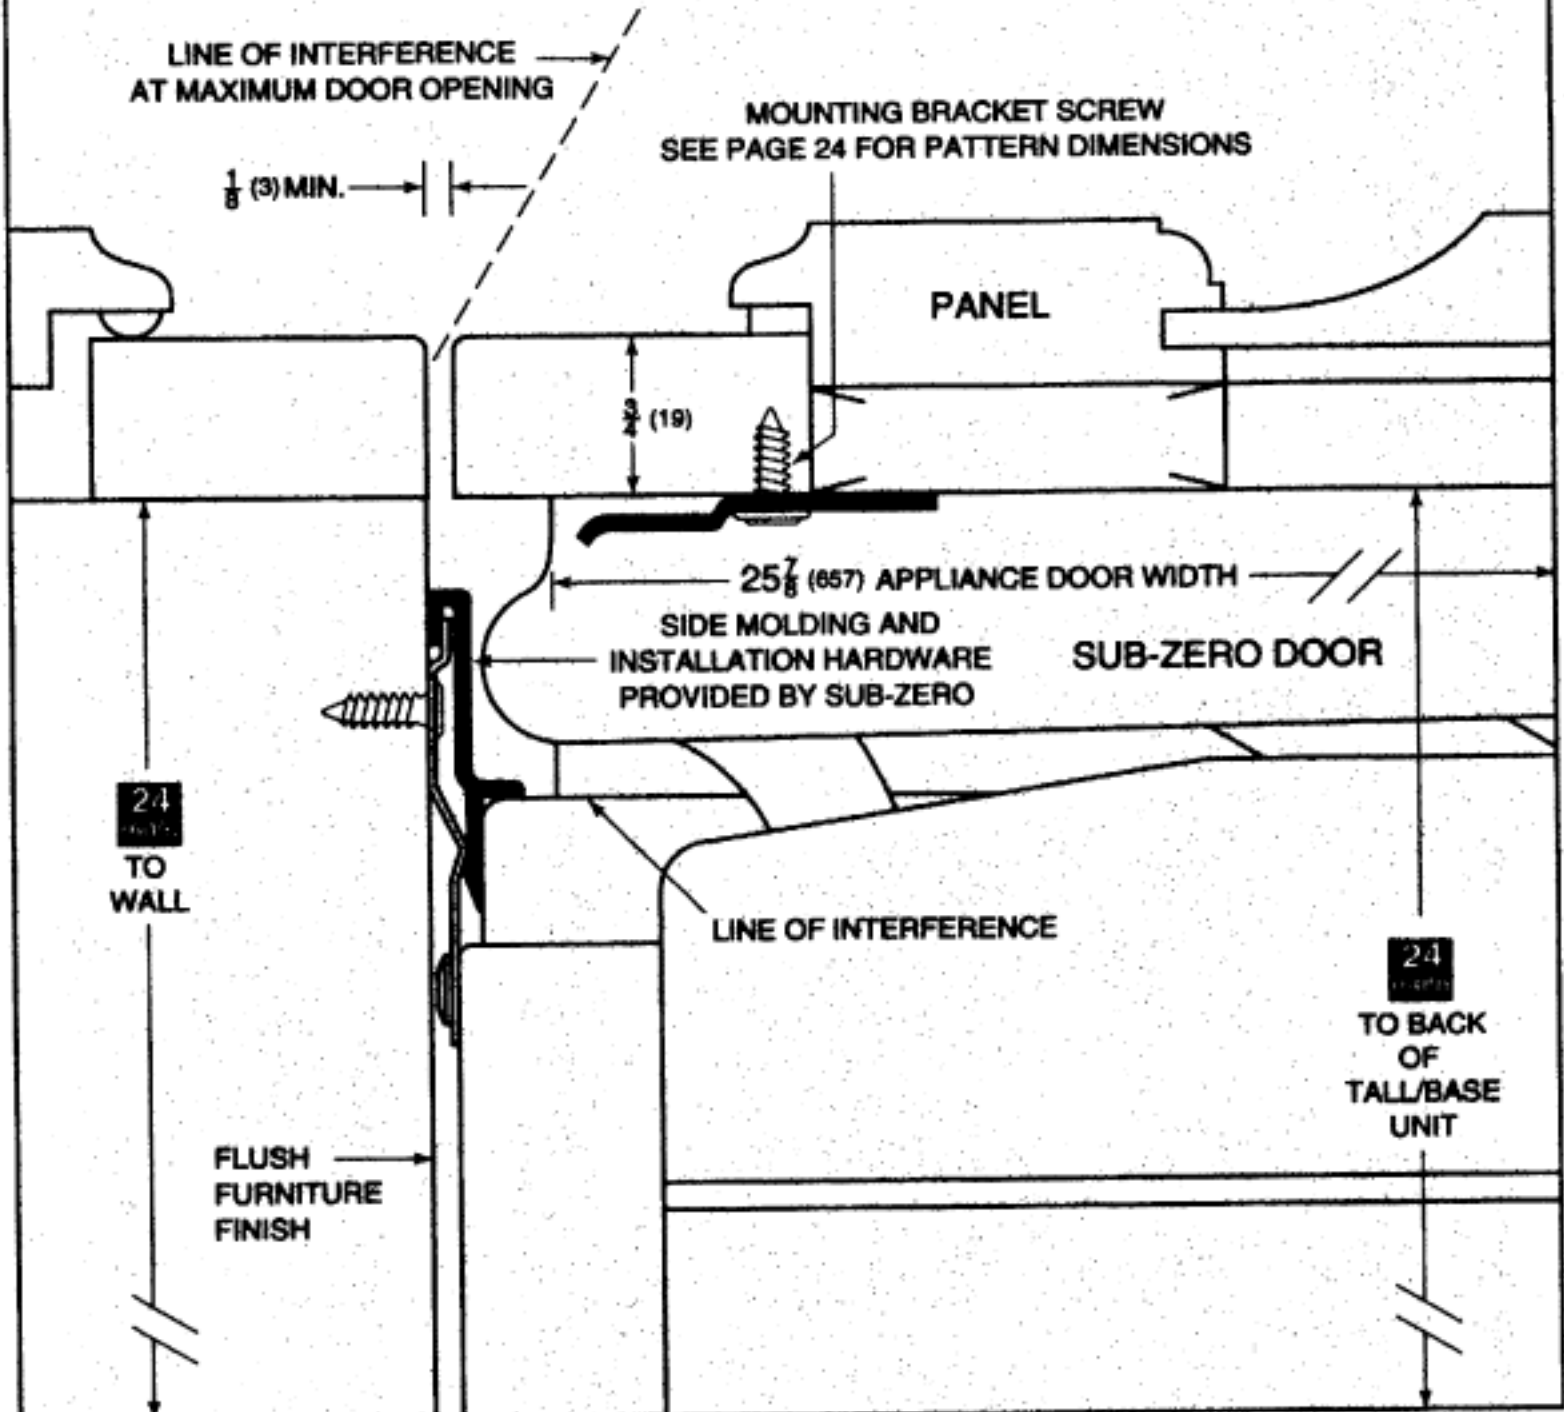 LINE OF INTERFERENCE
AT MAXIMUM DOOR OPENING
MOUNTING BRACKET SCREW
SEE PAGE 24 FOR PATTERN DIMENSIONS
1/8 (3) MIN.
PANEL
3/4 (19)
25 7/8 (657) APPLIANCE DOOR WIDTH
SIDE MOLDING AND
INSTALLATION HARDWARE
PROVIDED BY SUB-ZERO
SUB-ZERO DOOR
24
TO
WALL
LINE OF INTERFERENCE
24
TO BACK
OF
TALL/BASE
UNIT
FLUSH
FURNITURE
FINISH